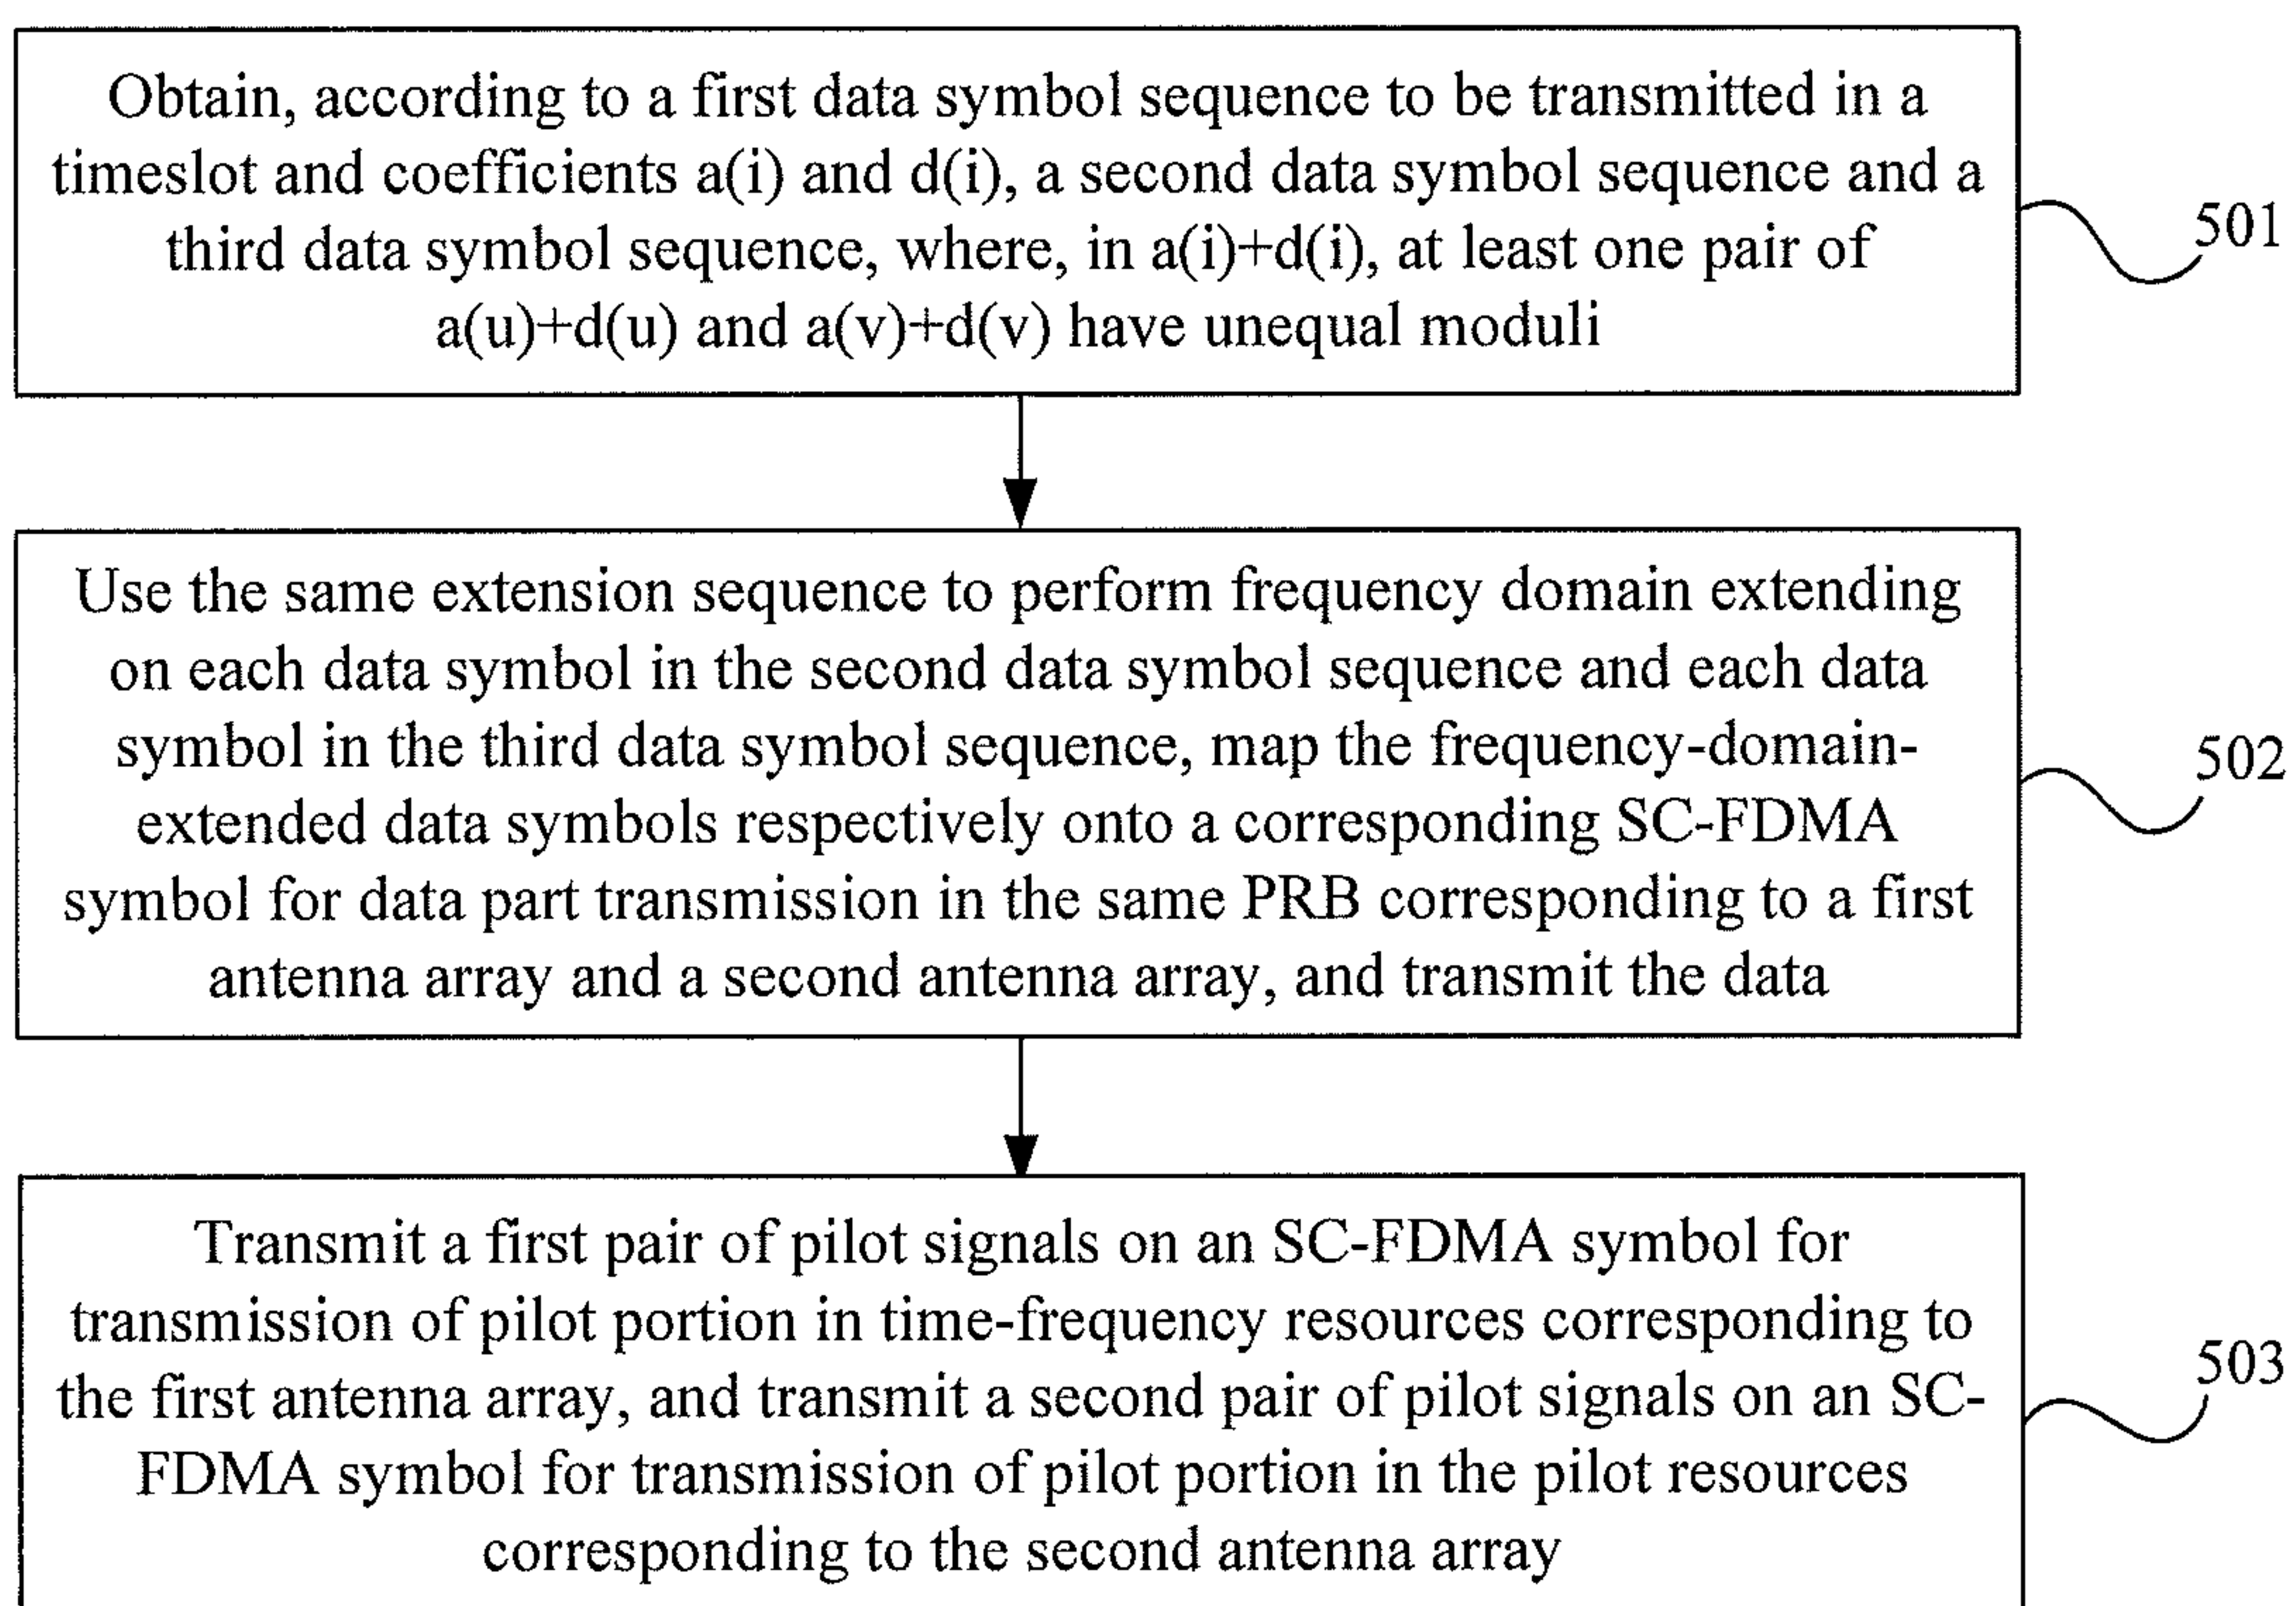 Obtain, according to a first data symbol sequence to be transmitted in a
timeslot and coefficients a(i) and d(i), a second data symbol sequence and a
third data symbol sequence, where, in a(i)+d(i), at least one pair of
a(u)+d(u) and a(v)+d(v) have unequal moduli
501
Use the same extension sequence to perform frequency domain extending
on each data symbol in the second data symbol sequence and each data
symbol in the third data symbol sequence, map the frequency-domain-
extended data symbols respectively onto a corresponding SC-FDMA
symbol for data part transmission in the same PRB corresponding to a first
antenna array and a second antenna array, and transmit the data
502
Transmit a first pair of pilot signals on an SC-FDMA symbol for
transmission of pilot portion in time-frequency resources corresponding to
the first antenna array, and transmit a second pair of pilot signals on an SC-
FDMA symbol for transmission of pilot portion in the pilot resources
corresponding to the second antenna array
503